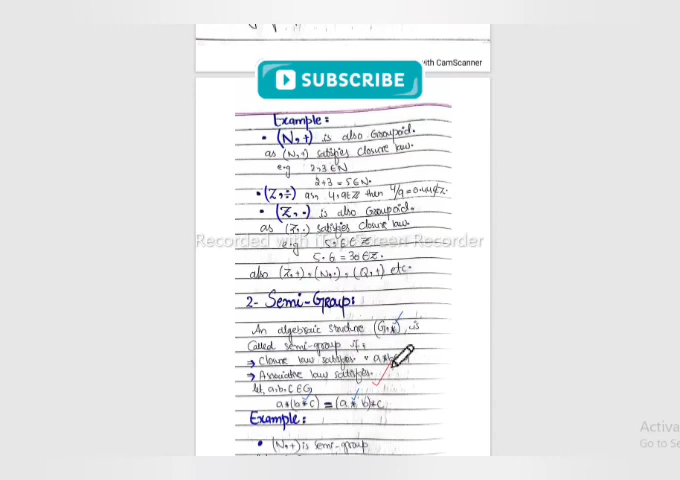 with CamScanner
SUBSCRIBE
Example:
• (N,+) is also Groupoid.
as (N,+) satisfies closure law.
e.g 2,3 ∈ N
2+3 = 5 ∈ N.
• (Z,÷) as, 4,9 ∈ Z then 4/9 = 0.44 ∉ Z.
• (Z, .) is also Groupoid.
as (Z, .) satisfies closure law.
e.g 5,6 ∈ Z
Recorded with Screen Recorder
5 . 6 = 30 ∈ Z.
also (Z,+), (N, .), (Q,+) etc.
2- Semi-Group:
An algebraic structure (G,*), is
Called semi-group if;
⇒ Closure law satisfies. a*b∈
⇒ Associative law satisfies.
let, a,b,c ∈ G
a*(b*c) = (a*b)*c
Example:
• (N,+) is semi-group
Activa
Go to Se